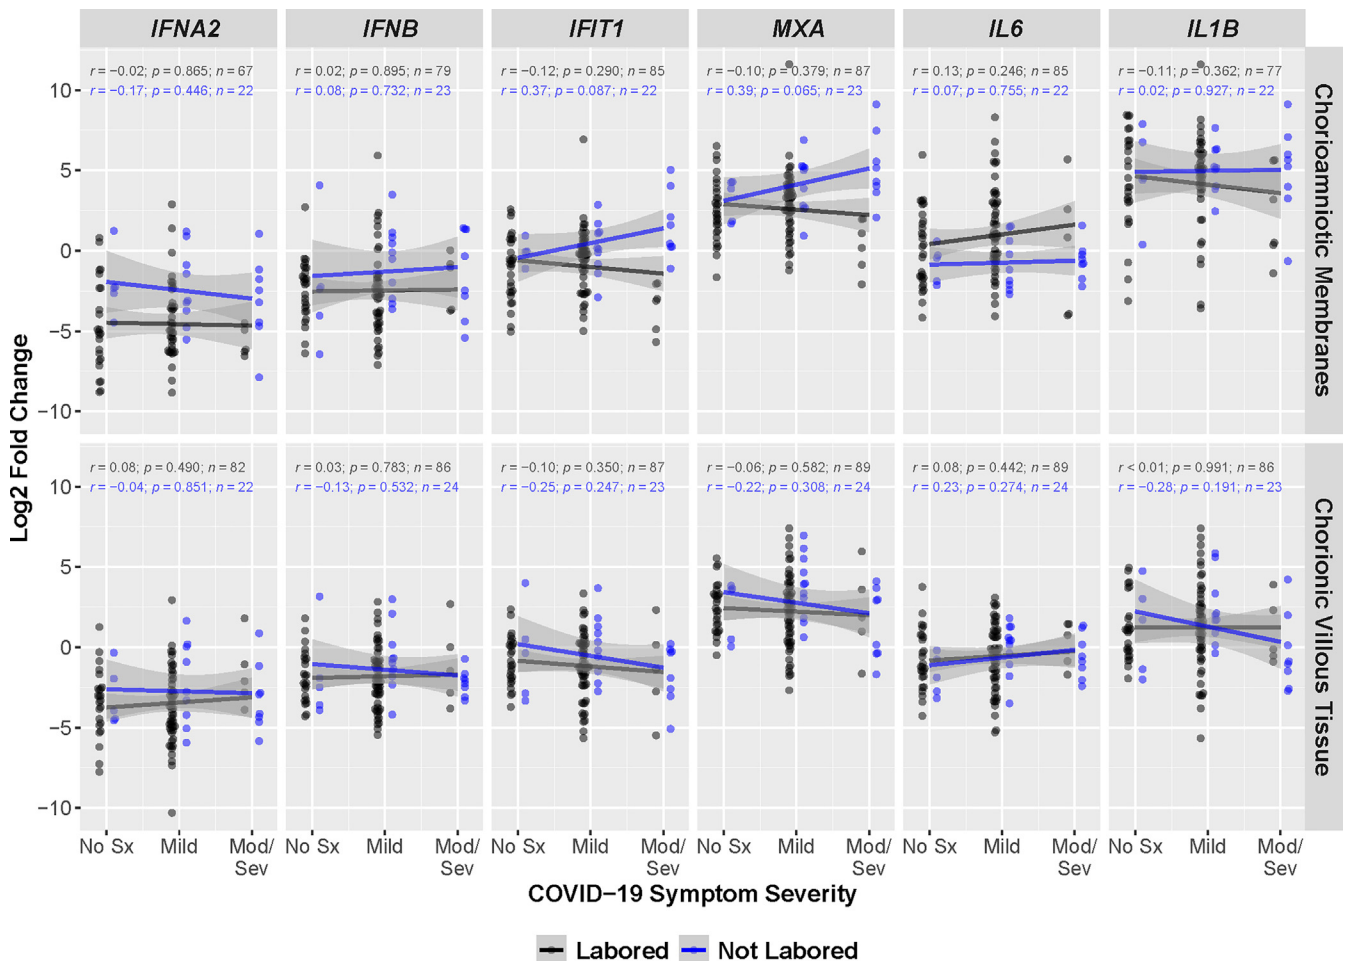 IFNA2 IFNB IFIT1 MXA IL6 IL1B
r = −0.02; p = 0.865; n = 67 r = 0.02; p = 0.895; n = 79 r = −0.12; p = 0.290; n = 85 r = −0.10; p = 0.379; n = 87 r = 0.13; p = 0.246; n = 85 r = −0.11; p = 0.362; n = 77
r = −0.17; p = 0.446; n = 22 r = 0.08; p = 0.732; n = 23 r = 0.37; p = 0.087; n = 22 r = 0.39; p = 0.065; n = 23 r = 0.07; p = 0.755; n = 22 r = 0.02; p = 0.927; n = 22
10
5
0
−5
−10
Chorioamniotic Membranes
Log2 Fold Change
r = 0.08; p = 0.490; n = 82 r = 0.03; p = 0.783; n = 86 r = −0.10; p = 0.350; n = 87 r = −0.06; p = 0.582; n = 89 r = 0.08; p = 0.442; n = 89 r < 0.01; p = 0.991; n = 86
r = −0.04; p = 0.851; n = 22 r = −0.13; p = 0.532; n = 24 r = −0.25; p = 0.247; n = 23 r = −0.22; p = 0.308; n = 24 r = 0.23; p = 0.274; n = 24 r = −0.28; p = 0.191; n = 23
10
5
0
−5
−10
Chorionic Villous Tissue
No Sx Mild Mod/ No Sx Mild Mod/ No Sx Mild Mod/ No Sx Mild Mod/ No Sx Mild Mod/ No Sx Mild Mod/
Sev Sev Sev Sev Sev Sev
COVID−19 Symptom Severity
Labored Not Labored